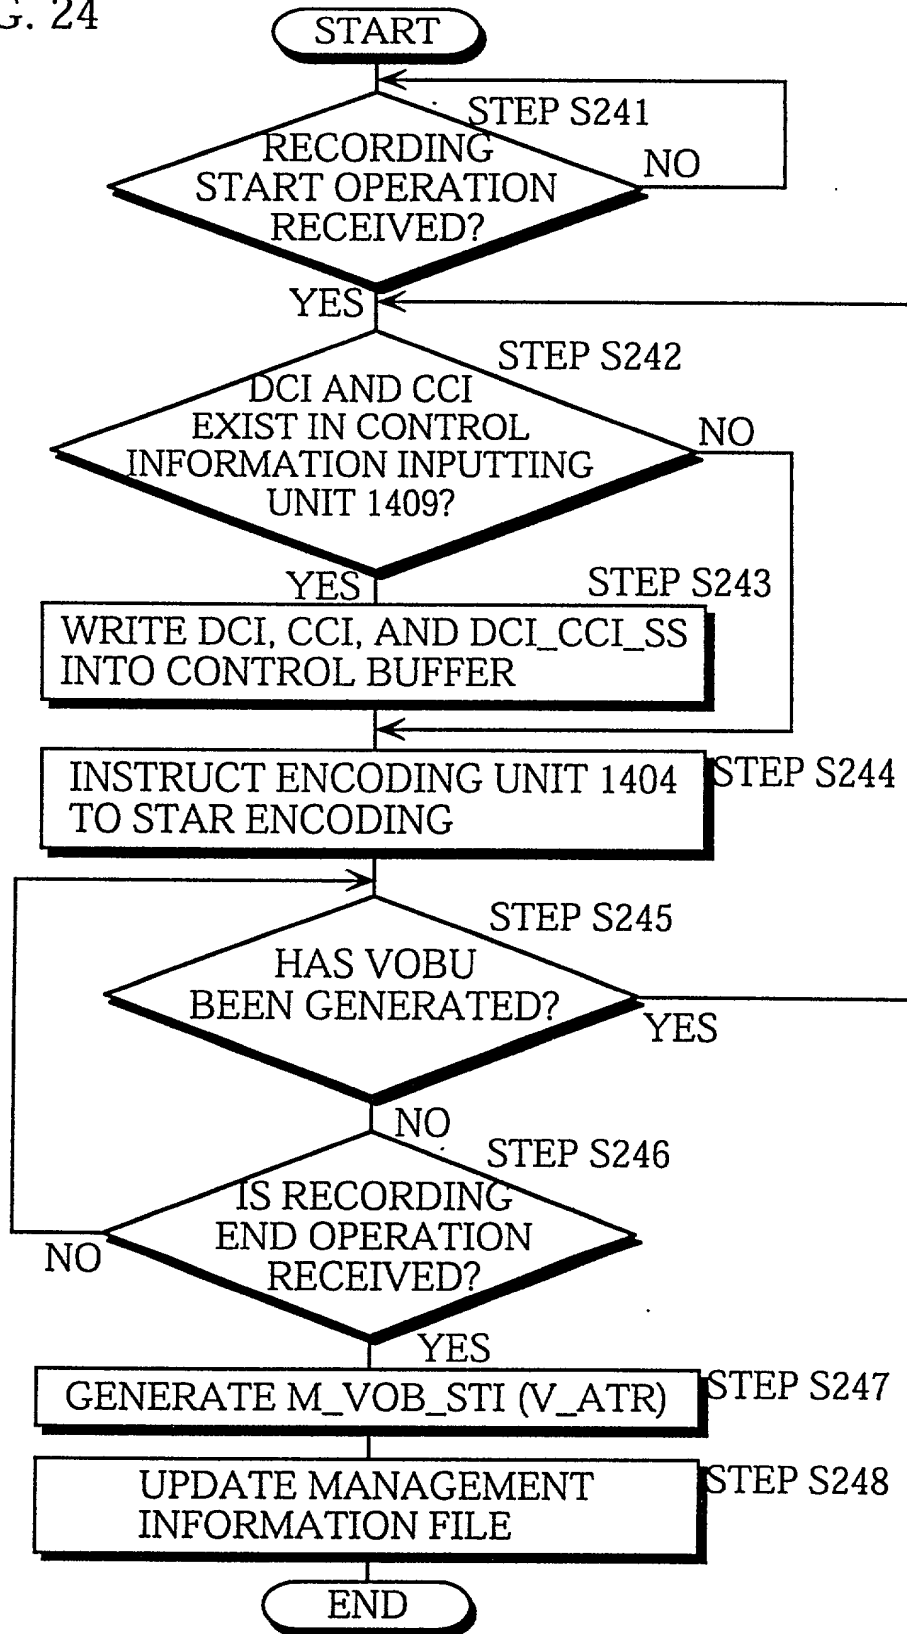 G. 24
START
STEP S241
RECORDING
START OPERATION
RECEIVED?
NO
YES
STEP S242
DCI AND CCI
EXIST IN CONTROL
INFORMATION INPUTTING
UNIT 1409?
NO
YES
STEP S243
WRITE DCI, CCI, AND DCI_CCI_SS
INTO CONTROL BUFFER
INSTRUCT ENCODING UNIT 1404
TO STAR ENCODING
STEP S244
STEP S245
HAS VOBU
BEEN GENERATED?
YES
NO
STEP S246
IS RECORDING
END OPERATION
RECEIVED?
NO
YES
GENERATE M_VOB_STI (V_ATR)
STEP S247
UPDATE MANAGEMENT
INFORMATION FILE
STEP S248
END